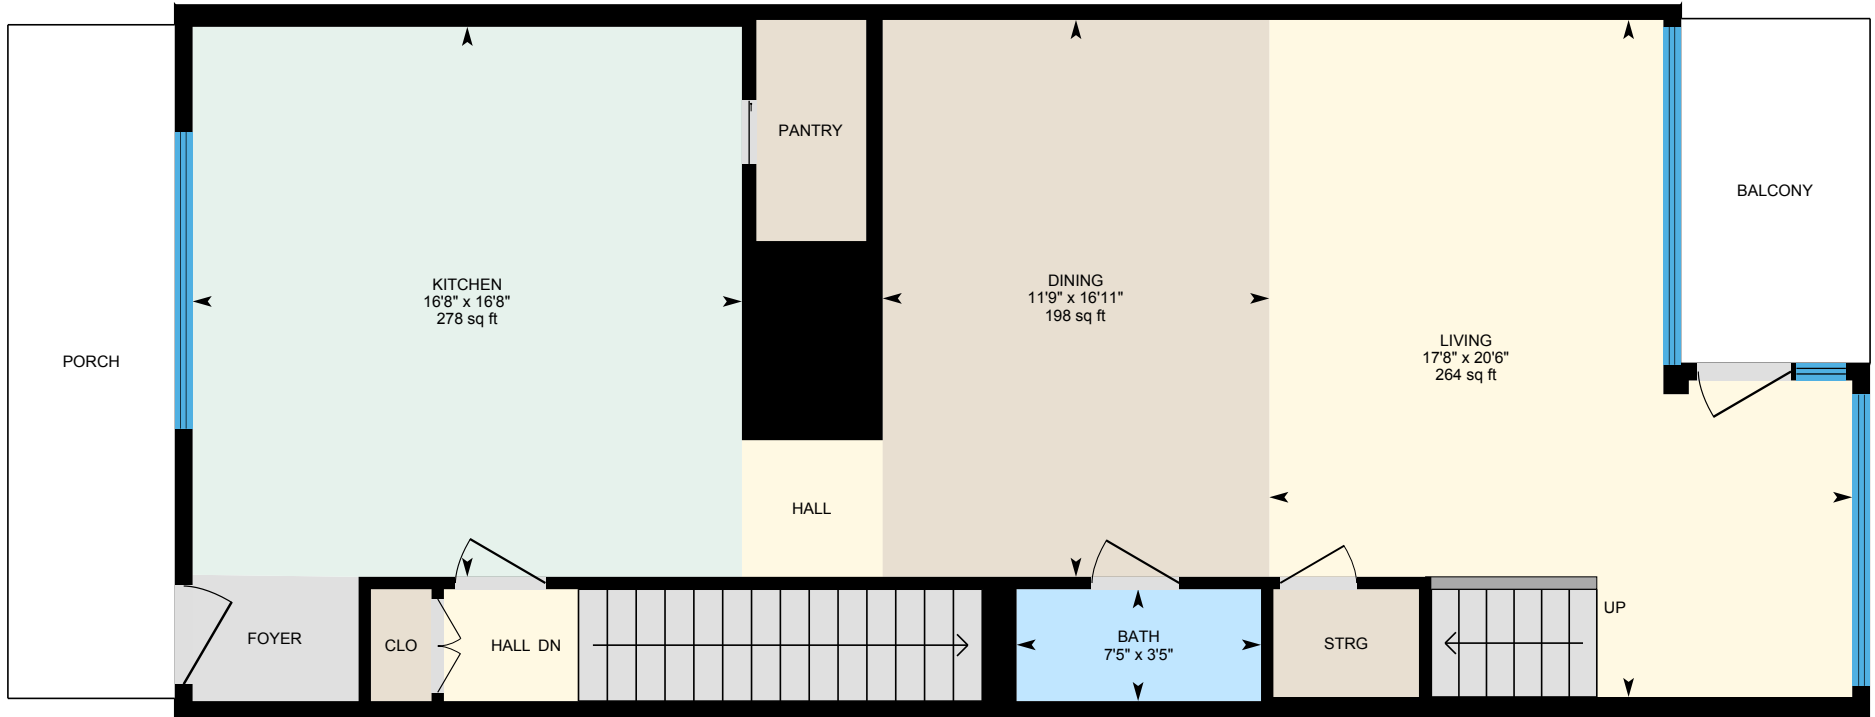 PANTRY
BALCONY
KITCHEN
16'8" x 16'8"
278 sq ft
DINING
11'9" x 16'11"
198 sq ft
LIVING
17'8" x 20'6"
264 sq ft
PORCH
HALL
UP
FOYER
CLO
HALL DN
BATH
7'5" x 3'5"
STRG